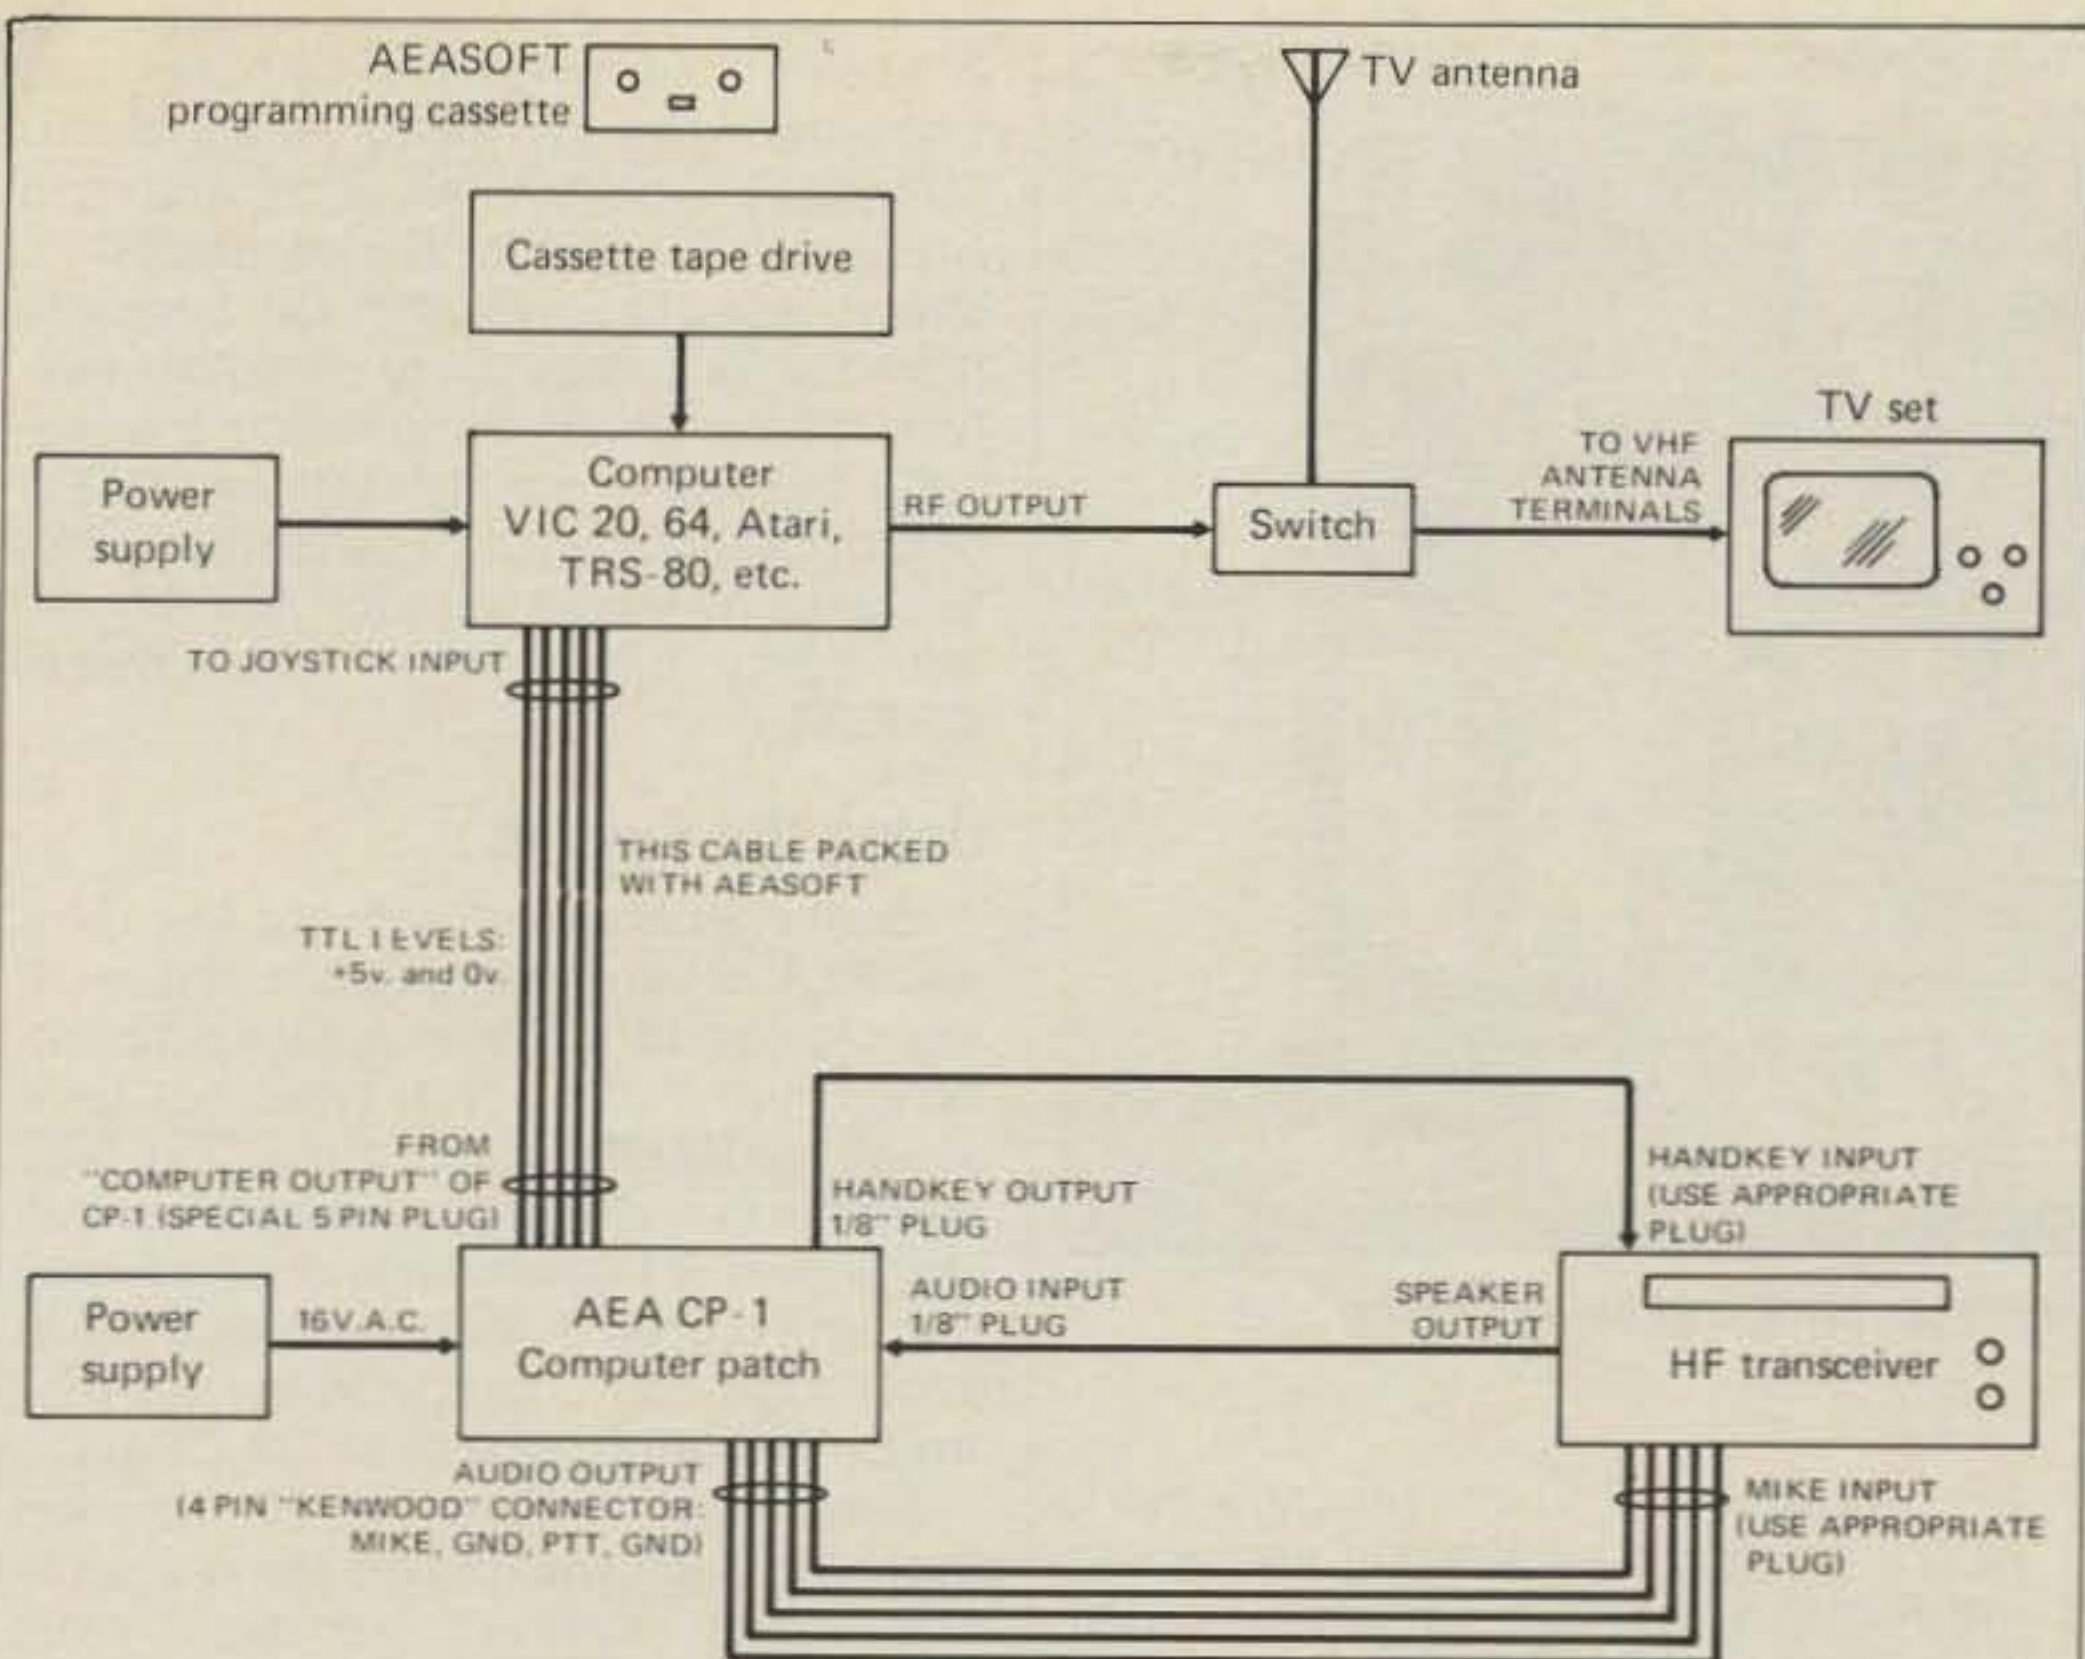 AEASOFT
programming cassette
TV antenna
Cassette tape drive
TV set
Power
supply
Computer
VIC 20, 64, Atari,
TRS-80, etc.
RF OUTPUT
Switch
TO VHF
ANTENNA
TERMINALS
TO JOYSTICK INPUT
THIS CABLE PACKED
WITH AEASOFT
TTL LEVELS:
+5v. and 0v.
FROM
"COMPUTER OUTPUT" OF
CP-1 (SPECIAL 5 PIN PLUG)
HANDKEY OUTPUT
1/8" PLUG
HANDKEY INPUT
(USE APPROPRIATE
PLUG)
Power
supply
16V.A.C.
AEA CP-1
Computer patch
AUDIO INPUT
1/8" PLUG
SPEAKER
OUTPUT
HF transceiver
AUDIO OUTPUT
(4 PIN "KENWOOD" CONNECTOR:
MIKE, GND, PTT, GND)
MIKE INPUT
(USE APPROPRIATE
PLUG)